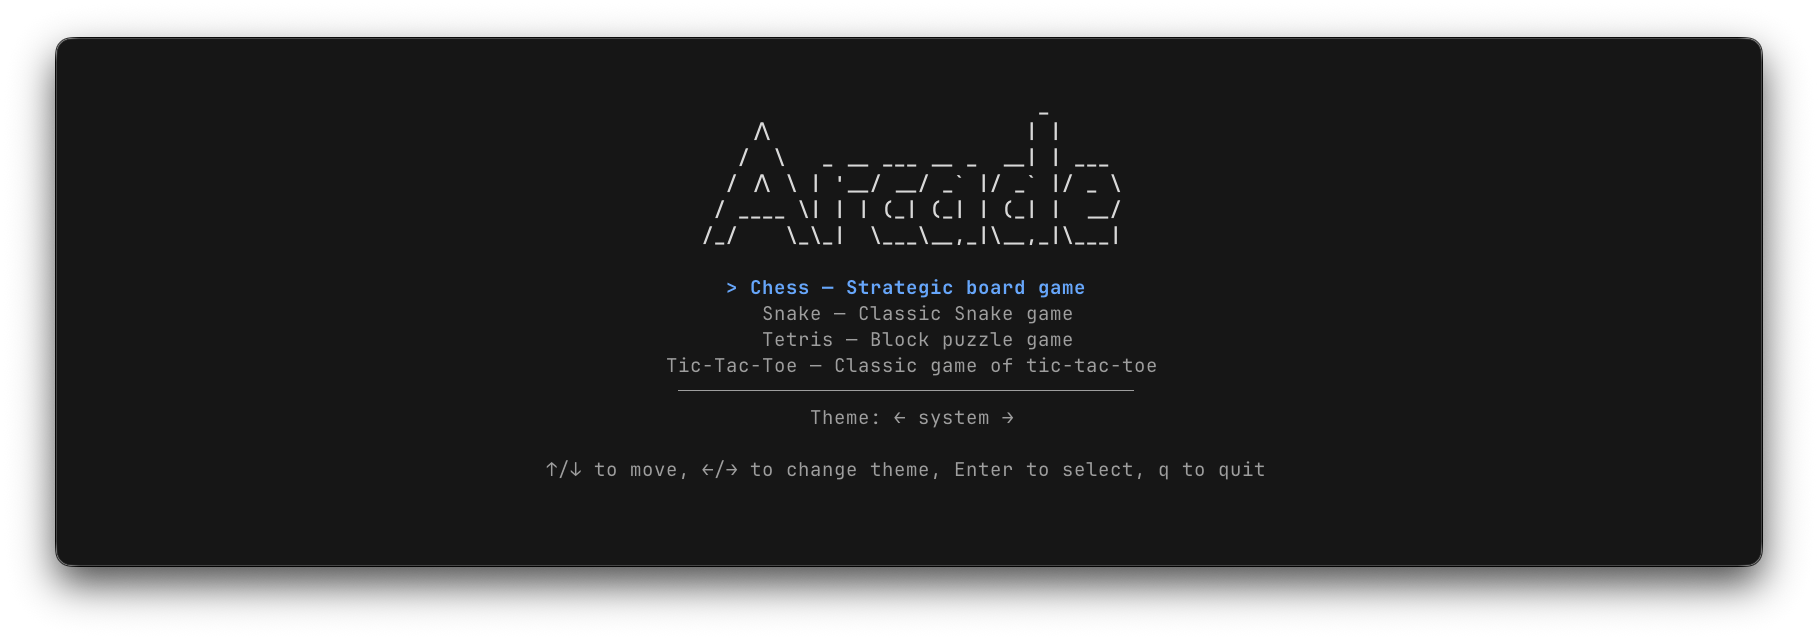 Arcade
> Chess — Strategic board game
Snake — Classic Snake game
Tetris — Block puzzle game
Tic-Tac-Toe — Classic game of tic-tac-toe
Theme: ← system →
↑/↓ to move, ←/→ to change theme, Enter to select, q to quit